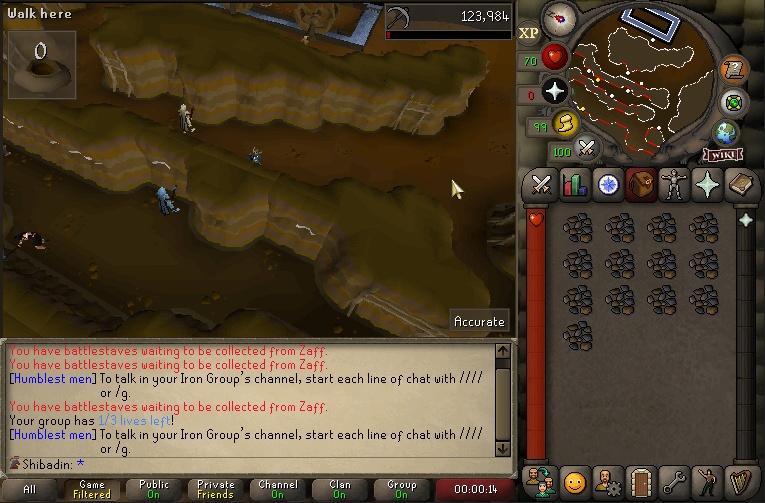 Walk here
123,984
0
XP
70
0
99
100
WIKI
Accurate
You have battlestaves waiting to be collected from Zaff.
You have battlestaves waiting to be collected from Zaff.
[Humblest men] To talk in your Iron Group's channel, start each line of chat with ////
or /g.
You have battlestaves waiting to be collected from Zaff.
Your group has 1/3 lives left!
[Humblest men] To talk in your Iron Group's channel, start each line of chat with ////
or /g.
Shibadin: *
All Game Public Private Channel Clan Group 00:00:14
Filtered On Friends On On On